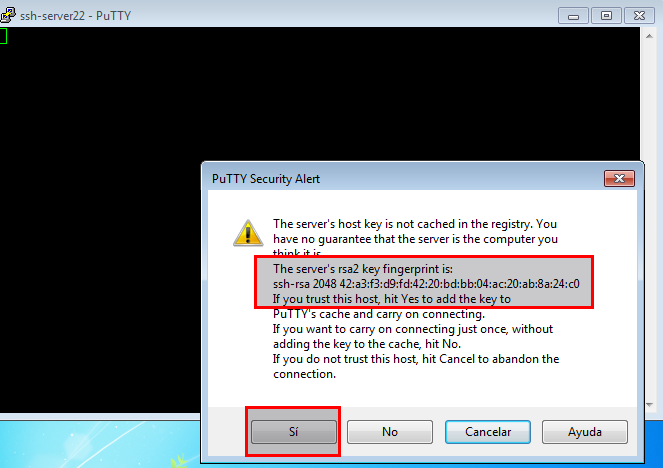 ssh-server22 - PuTTY
PuTTY Security Alert
The server's host key is not cached in the registry. You
have no guarantee that the server is the computer you
think it is.
The server's rsa2 key fingerprint is:
ssh-rsa 2048 42:a3:f3:d9:fd:42:20:bd:bb:04:ac:20:ab:8a:24:c0
If you trust this host, hit Yes to add the key to
PuTTY's cache and carry on connecting.
If you want to carry on connecting just once, without
adding the key to the cache, hit No.
If you do not trust this host, hit Cancel to abandon the
connection.
Sí
No
Cancelar
Ayuda